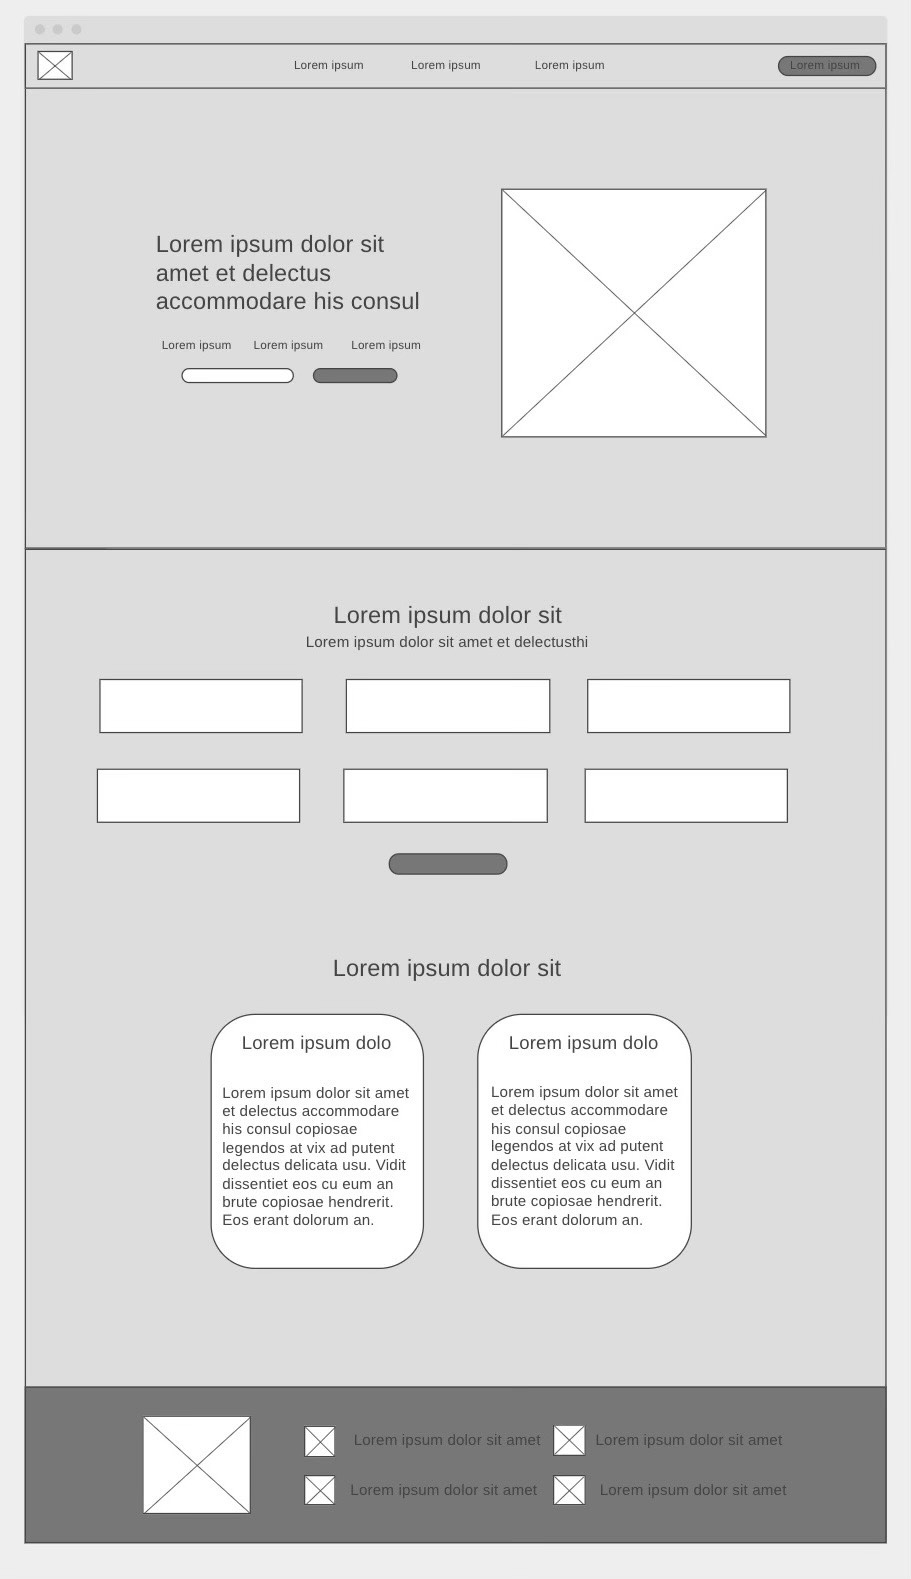 Lorem ipsum
Lorem ipsum
Lorem ipsum
Lorem ipsum
Lorem ipsum dolor sit
amet et delectus
accommodare his consul
Lorem ipsum
Lorem ipsum
Lorem ipsum
Lorem ipsum dolor sit
Lorem ipsum dolor sit amet et delectusthi
Lorem ipsum dolor sit
Lorem ipsum dolo
Lorem ipsum dolor sit amet
et delectus accommodare
his consul copiosae
legendos at vix ad putent
delectus delicata usu. Vidit
dissentiet eos cu eum an
brute copiosae hendrerit.
Eos erant dolorum an.
Lorem ipsum dolo
Lorem ipsum dolor sit amet
et delectus accommodare
his consul copiosae
legendos at vix ad putent
delectus delicata usu. Vidit
dissentiet eos cu eum an
brute copiosae hendrerit.
Eos erant dolorum an.
Lorem ipsum dolor sit amet
Lorem ipsum dolor sit amet
Lorem ipsum dolor sit amet
Lorem ipsum dolor sit amet